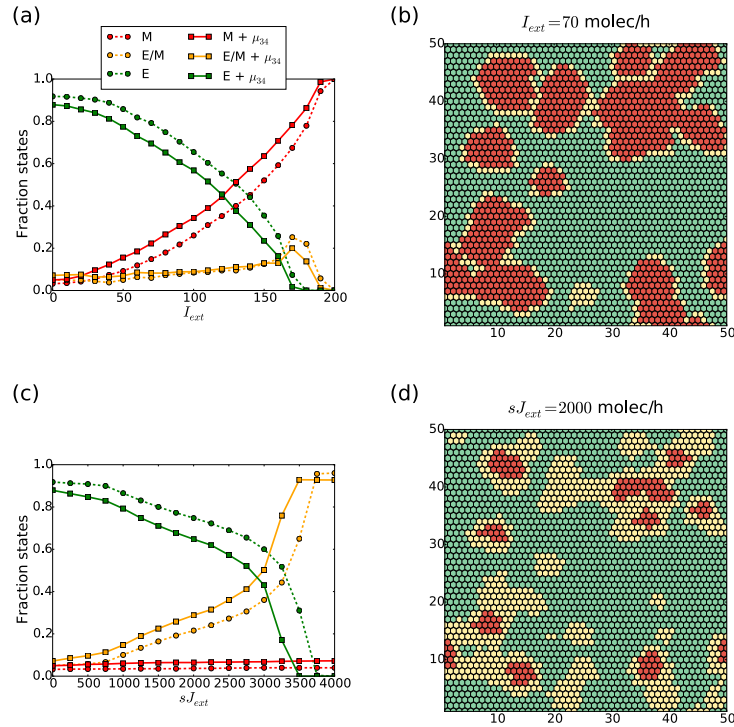 (a)
M
E/M
E
M + μ₃₄
E/M + μ₃₄
E + μ₃₄
Fraction states
1.0
0.8
0.6
0.4
0.2
0.0
0 50 100 150 200
I_ext
(b)
I_ext=70 molec/h
50
40
30
20
10
10 20 30 40 50
(c)
Fraction states
1.0
0.8
0.6
0.4
0.2
0.0
0 500 1000 1500 2000 2500 3000 3500 4000
sJ_ext
(d)
sJ_ext=2000 molec/h
50
40
30
20
10
10 20 30 40 50